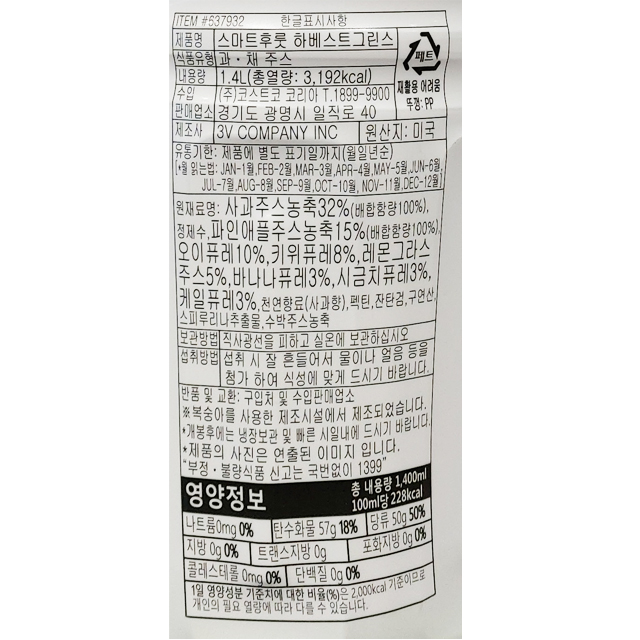 ITEM #537932 한글표시사항
제품명 스마트후룻 하베스트그린스
식품유형 과・채 주스
내용량 1.4L(총열량: 3,192kcal)
페트
재활용 어려움
뚜껑: PP
수입 (주)코스트코 코리아 T.1899-9900
판매업소 경기도 광명시 일직로 40
제조사 3V COMPANY INC 원산지: 미국
유통기한: 제품에 별도 표기일까지(월일년순)
[*월 읽는법: JAN-1월,FEB-2월,MAR-3월,APR-4월,MAY-5월,JUN-6월,
JUL-7월,AUG-8월,SEP-9월,OCT-10월, NOV-11월,DEC-12월]
원재료명: 사과주스농축32%(배합함량100%),
정제수,파인애플주스농축15%(배합함량100%),
오이퓨레10%,키위퓨레8%,레몬그라스
주스5%,바나나퓨레3%,시금치퓨레3%,
케일퓨레3%,천연향료(사과향),펙틴,잔탄검,구연산,
스피루리나추출물,수박주스농축
보관방법 직사광선을 피하고 실온에 보관하십시오
섭취방법 섭취 시 잘 흔들어서 물이나 얼음 등을
첨가 하여 식성에 맞게 드시기 바랍니다.
반품 및 교환: 구입처 및 수입판매업소
※복숭아를 사용한 제조시설에서 제조되었습니다.
*개봉후에는 냉장보관 및 빠른 시일내에 드시기 바랍니다.
*제품의 사진은 연출된 이미지 입니다.
"부정・불량식품 신고는 국번없이 1399"
영양정보
총 내용량 1,400ml
100ml당 228kcal
나트륨0mg 0% 탄수화물 57g 18% 당류 50g 50%
지방 0g 0% 트랜스지방 0g 포화지방 0g 0%
콜레스테롤 0mg 0% 단백질 0g 0%
1일 영양성분 기준치에 대한 비율(%)은 2,000kcal 기준이므로
개인의 필요 열량에 따라 다를 수 있습니다.